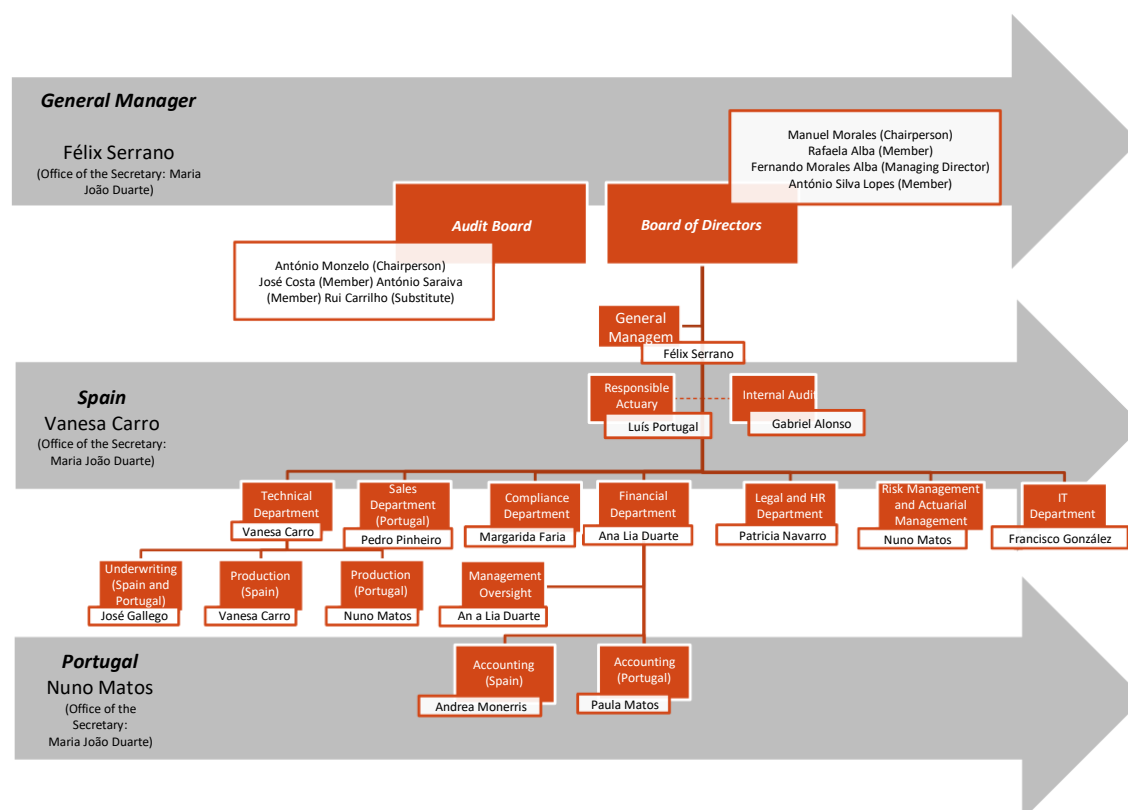 General Manager
Félix Serrano
(Office of the Secretary: Maria
João Duarte)
Manuel Morales (Chairperson)
Rafaela Alba (Member)
Fernando Morales Alba (Managing Director)
António Silva Lopes (Member)
Audit Board
Board of Directors
António Monzelo (Chairperson)
José Costa (Member) António Saraiva
(Member) Rui Carrilho (Substitute)
General
Managem
Félix Serrano
Spain
Vanesa Carro
(Office of the Secretary:
Maria João Duarte)
Responsible
Actuary
Luís Portugal
Internal Audit
Gabriel Alonso
Technical
Department
Vanesa Carro
Sales
Department
(Portugal)
Pedro Pinheiro
Compliance
Department
Margarida Faria
Financial
Department
Ana Lia Duarte
Legal and HR
Department
Patricia Navarro
Risk Management
and Actuarial
Management
Nuno Matos
IT
Department
Francisco González
Underwriting
(Spain and
Portugal)
José Gallego
Production
(Spain)
Vanesa Carro
Production
(Portugal)
Nuno Matos
Management
Oversight
An a Lia Duarte
Portugal
Nuno Matos
(Office of the
Secretary:
Maria João Duarte)
Accounting
(Spain)
Andrea Monerris
Accounting
(Portugal)
Paula Matos